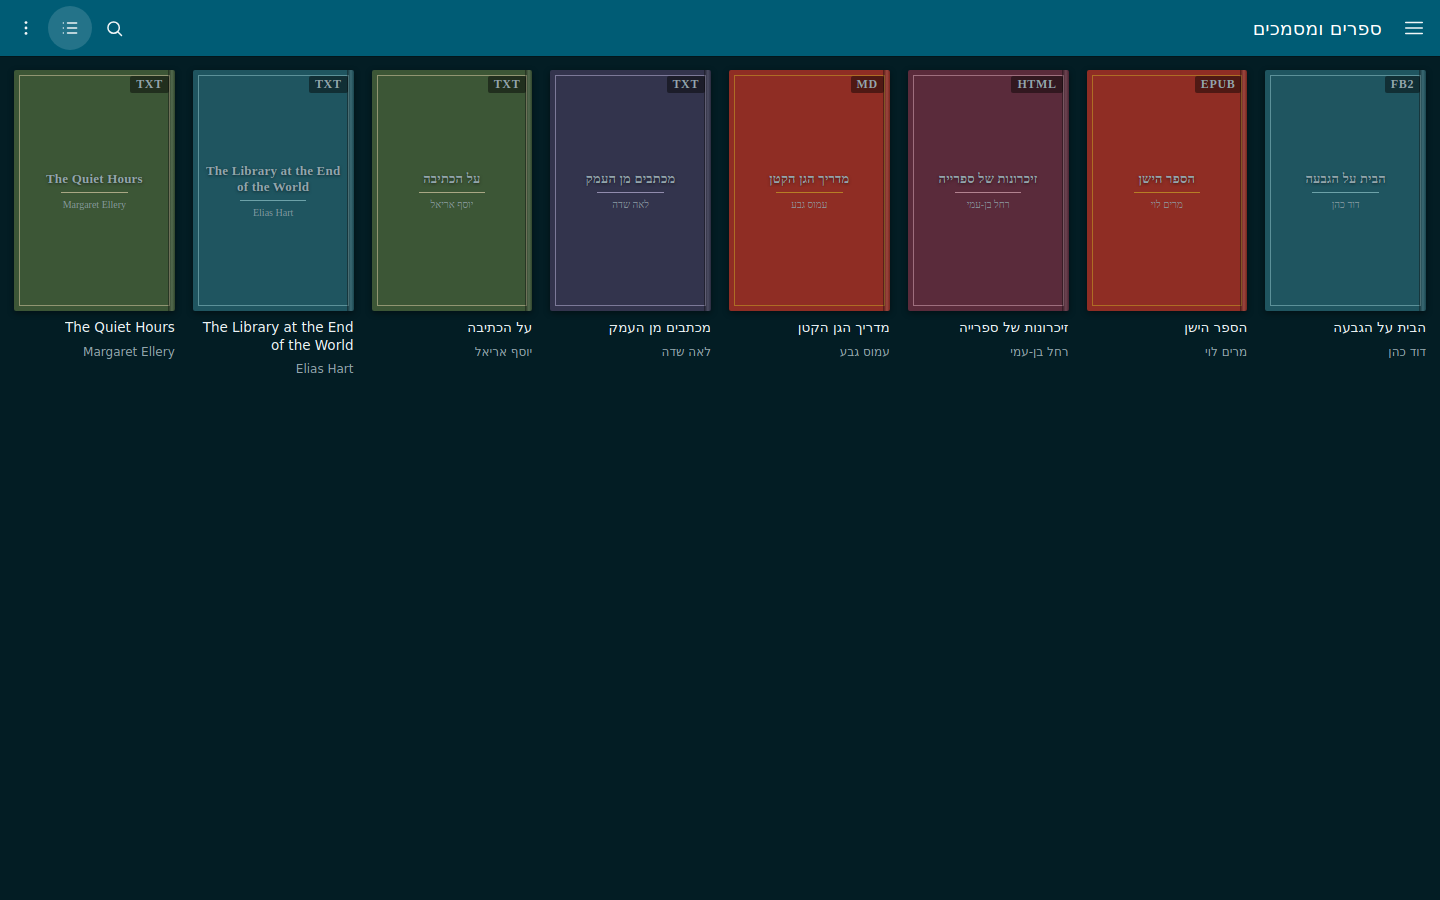 ספרים ומסמכים
FB2
הבית על הגבעה
דוד כהן
הבית על הגבעה
דוד כהן
EPUB
הספר הישן
מרים לוי
הספר הישן
מרים לוי
HTML
זיכרונות של ספרייה
רחל בן-עמי
זיכרונות של ספרייה
רחל בן-עמי
MD
מדריך הגן הקטן
עמוס גבע
מדריך הגן הקטן
עמוס גבע
TXT
מכתבים מן העמק
לאה שדה
מכתבים מן העמק
לאה שדה
TXT
על הכתיבה
יוסף אריאל
על הכתיבה
יוסף אריאל
TXT
The Library at the End
of the World
Elias Hart
The Library at the End
of the World
Elias Hart
TXT
The Quiet Hours
Margaret Ellery
The Quiet Hours
Margaret Ellery